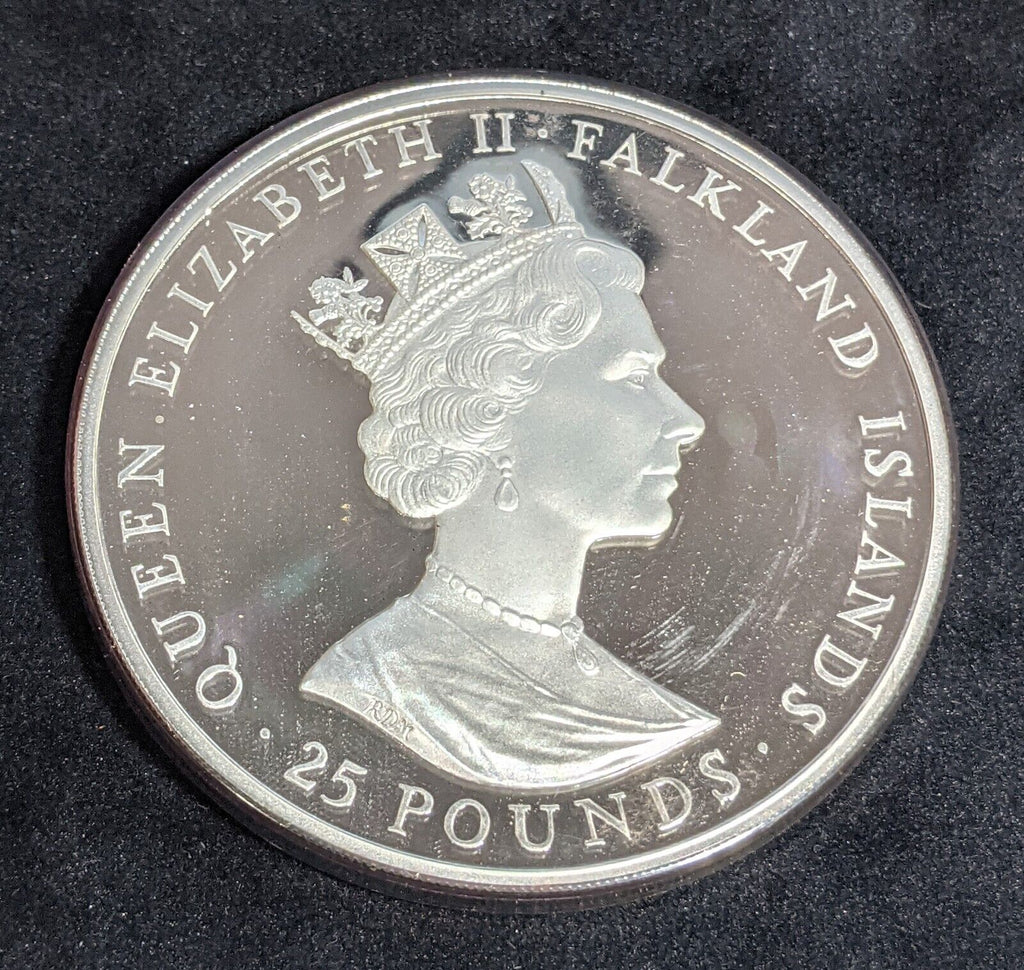 QUEEN · ELIZABETH II · FALKLAND ISLANDS ·
25 POUNDS ·
RDM